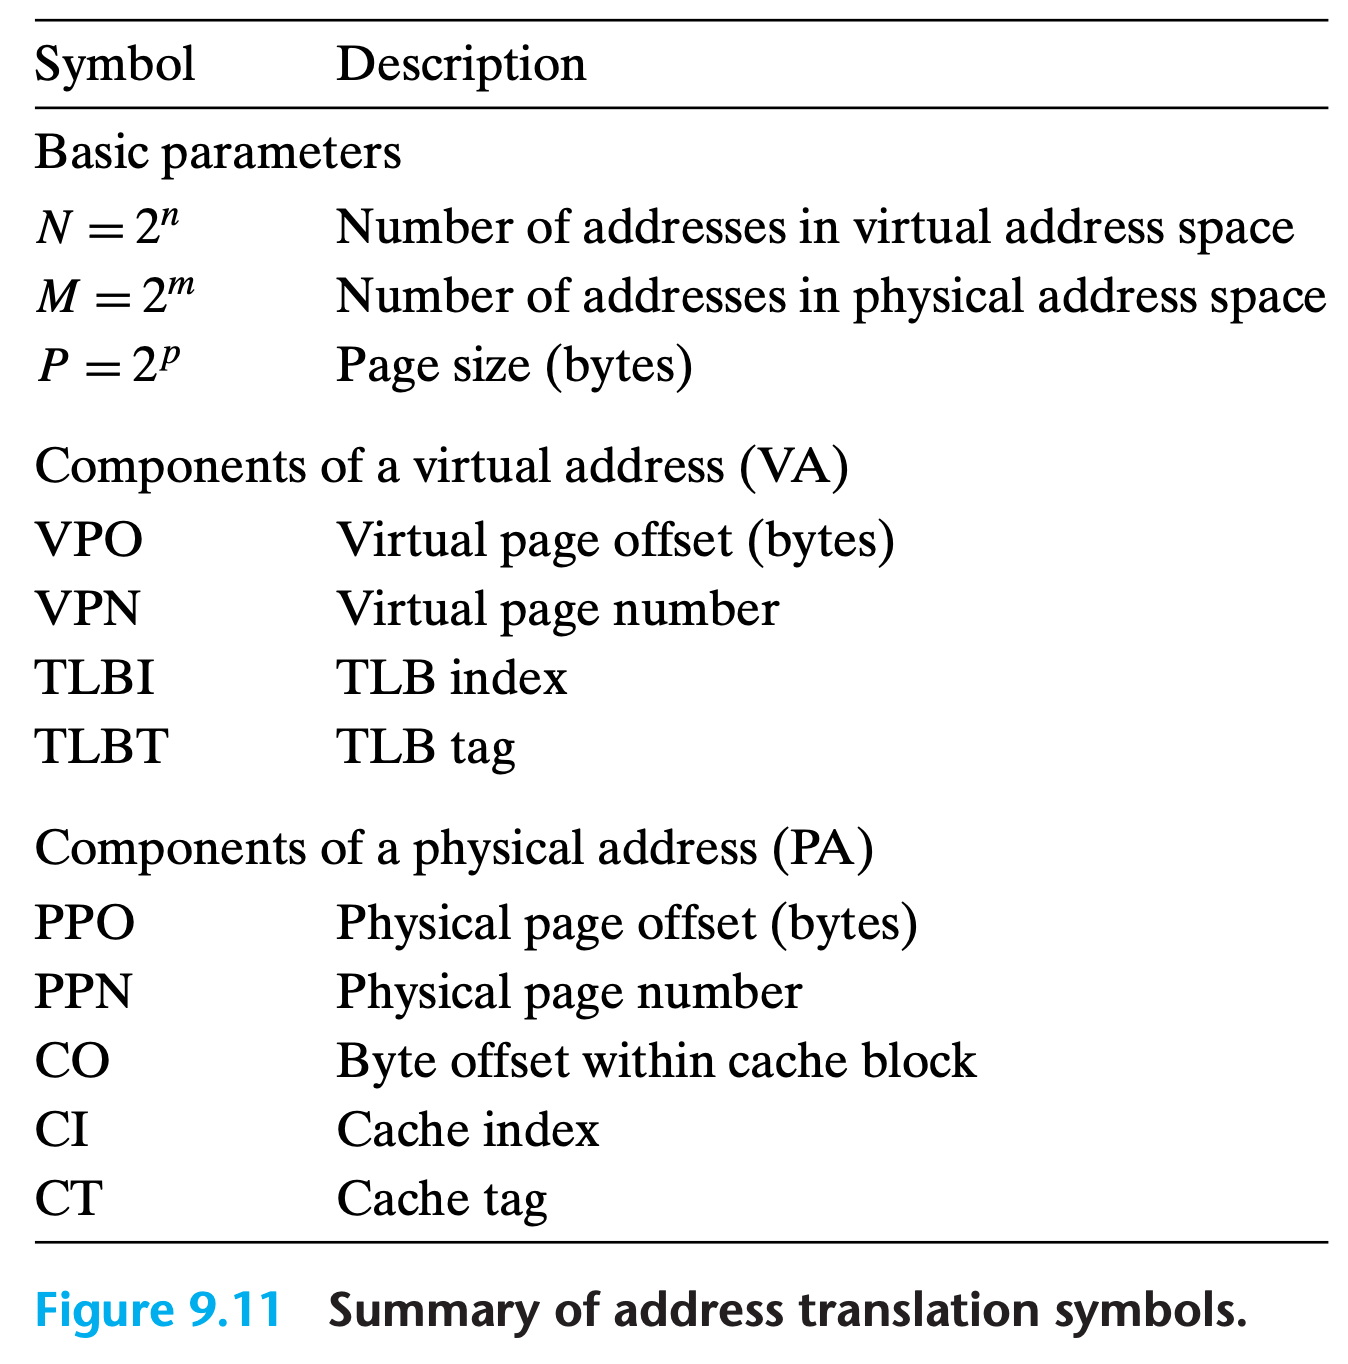 Symbol Description
Basic parameters
N = 2ⁿ Number of addresses in virtual address space
M = 2ᵐ Number of addresses in physical address space
P = 2ᵖ Page size (bytes)
Components of a virtual address (VA)
VPO Virtual page offset (bytes)
VPN Virtual page number
TLBI TLB index
TLBT TLB tag
Components of a physical address (PA)
PPO Physical page offset (bytes)
PPN Physical page number
CO Byte offset within cache block
CI Cache index
CT Cache tag
Figure 9.11 Summary of address translation symbols.